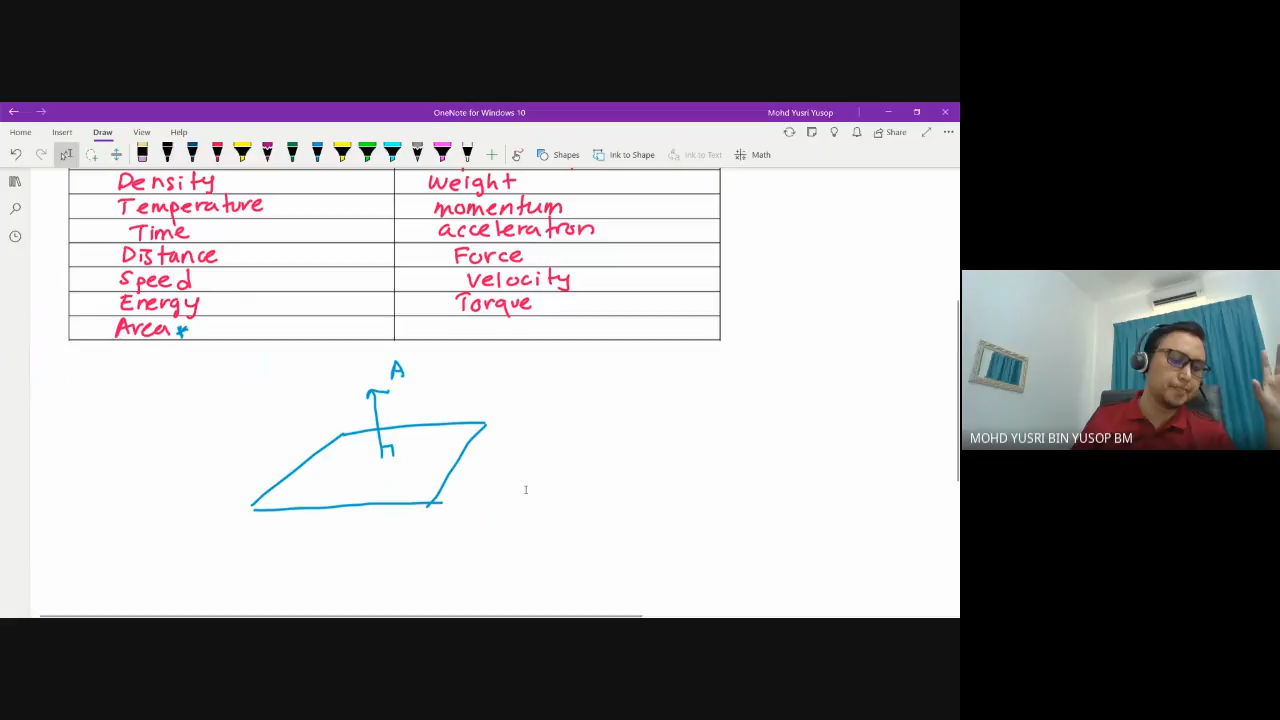 OneNote for Windows 10
Mohd Yusri Yusop
Home Insert Draw View Help
Share
Shapes Ink to Shape Ink to Text Math
Density Weight
Temperature momentum
Time acceleration
Distance Force
Speed velocity
Energy Torque
Area *
A
MOHD YUSRI BIN YUSOP BM